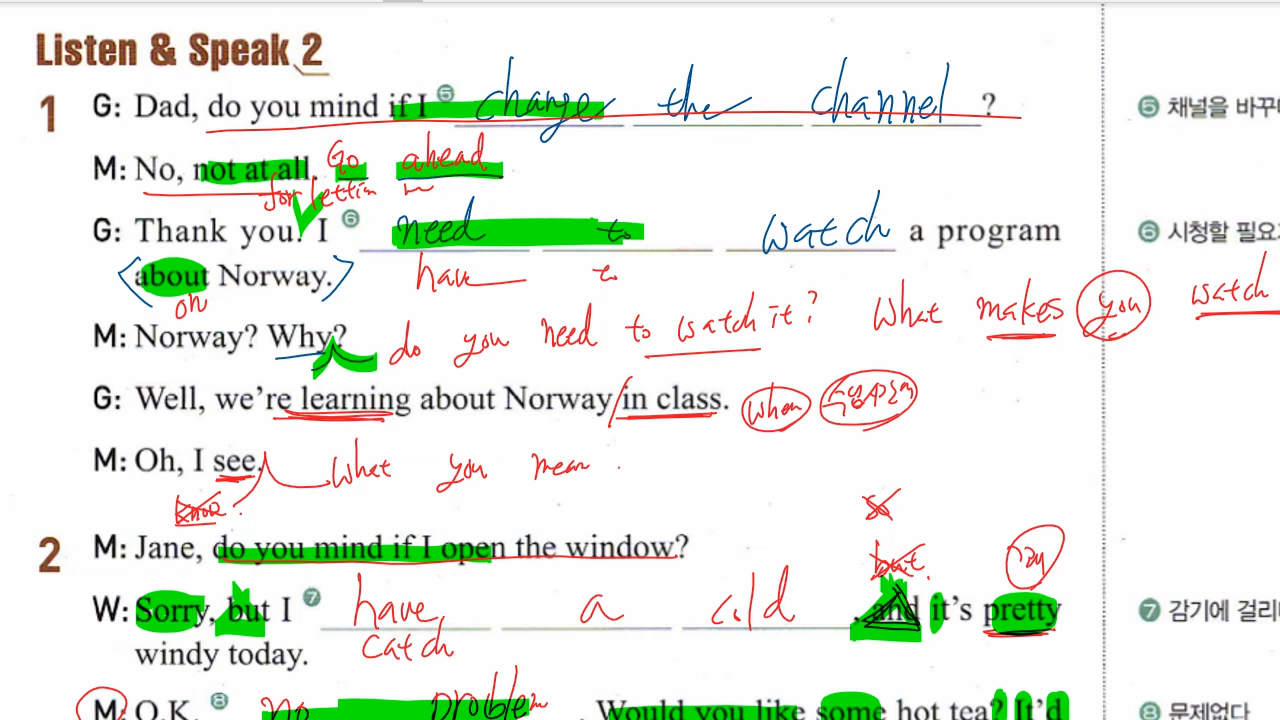 Listen & Speak 2
1 G: Dad, do you mind if I ⑤ change the channel ?
⑤ 채널을 바꾸
M: No, not at all. Go ahead
for lettin
G: Thank you. I ⑥ need to watch a program
⑥ 시청할 필요
about Norway.
have to
on
What makes you watch
M: Norway? Why? do you need to watch it?
G: Well, we're learning about Norway in class. when 수업시간에
M: Oh, I see. What you mean.
know
so
2 M: Jane, do you mind if I open the window?
but
W: Sorry, but I ⑦ have a cold , and it's pretty
⑦ 감기에 걸리
catch
windy today.
M: O.K. ⑧ no problem . Would you like some hot tea? It'd
⑧ 문제없다